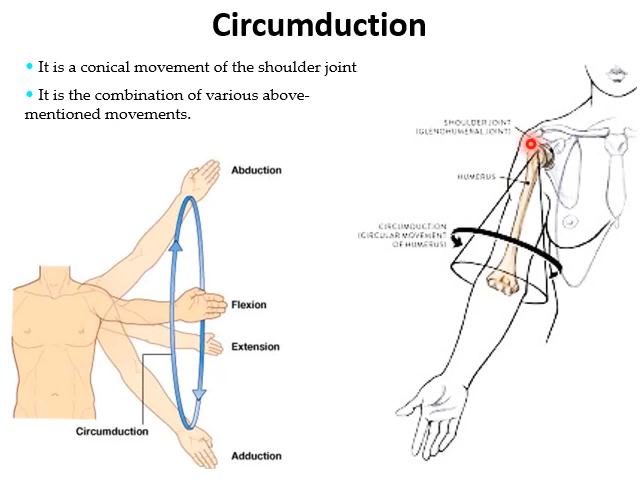 Circumduction
• It is a conical movement of the shoulder joint
• It is the combination of various above-
mentioned movements.
SHOULDER JOINT
(GLENOHUMERAL JOINT)
HUMERUS
CIRCUMDUCTION
(CIRCULAR MOVEMENT
OF HUMERUS)
Abduction
Flexion
Extension
Circumduction
Adduction